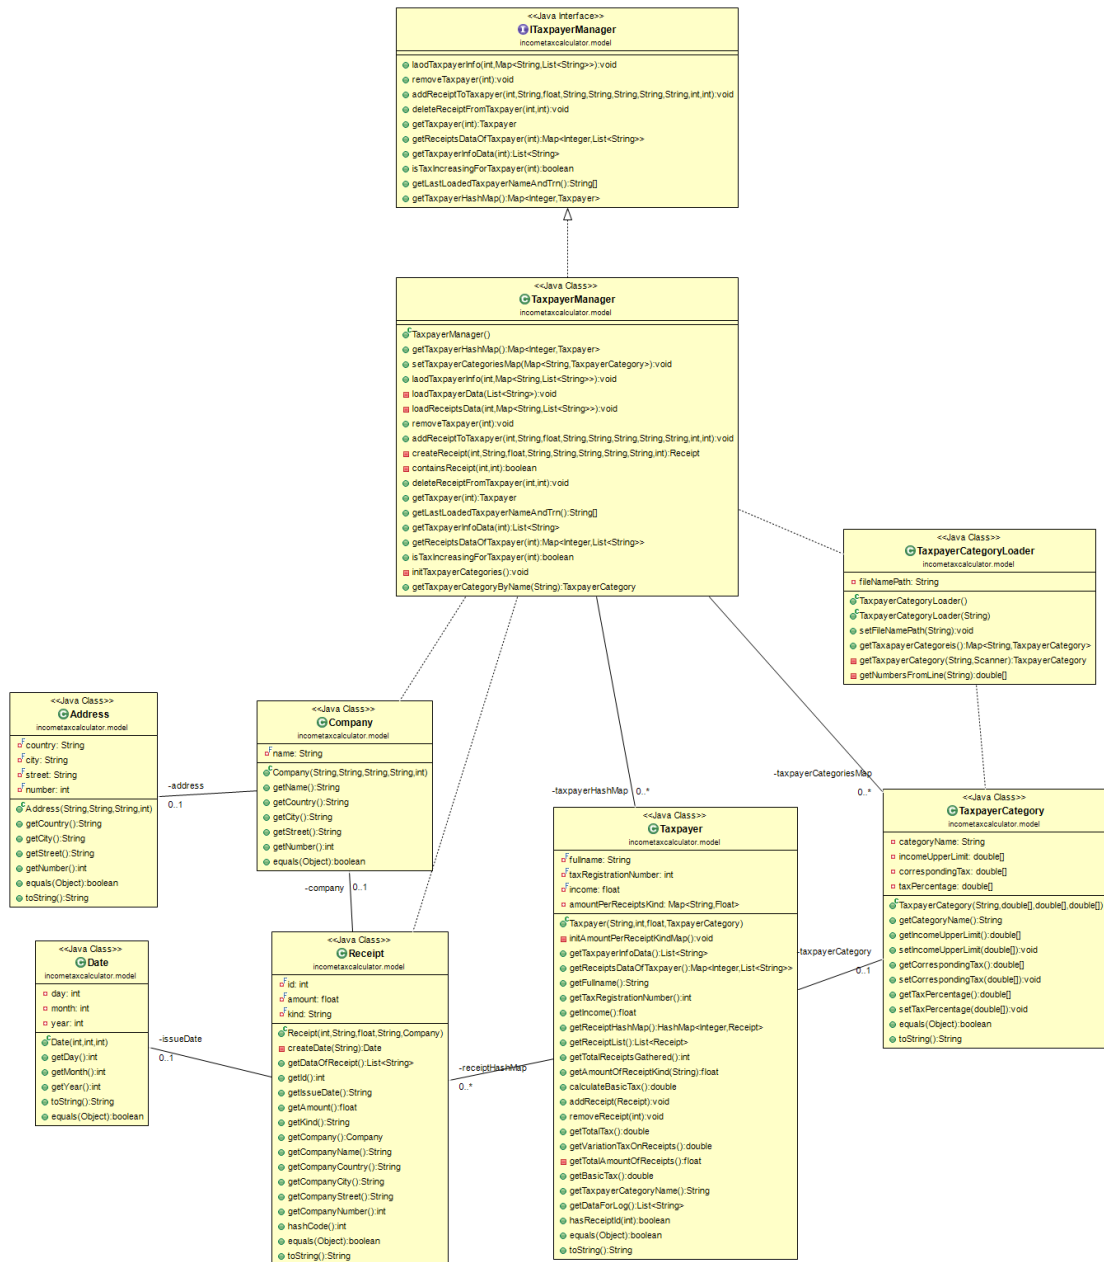 <<Java Interface>>
ITaxpayerManager
incometaxcalculator.model
laodTaxpayerInfo(int,Map<String,List<String>>):void
removeTaxpayer(int):void
addReceiptToTaxapyer(int,String,float,String,String,String,String,String,int,int):void
deleteReceiptFromTaxpayer(int,int):void
getTaxpayer(int):Taxpayer
getReceiptsDataOfTaxpayer(int):Map<Integer,List<String>>
getTaxpayerInfoData(int):List<String>
isTaxIncreasingForTaxpayer(int):boolean
getLastLoadedTaxpayerNameAndTrn():String[]
getTaxpayerHashMap():Map<Integer,Taxpayer>
<<Java Class>>
TaxpayerManager
incometaxcalculator.model
TaxpayerManager()
getTaxpayerHashMap():Map<Integer,Taxpayer>
setTaxpayerCategoriesMap(Map<String,TaxpayerCategory>):void
laodTaxpayerInfo(int,Map<String,List<String>>):void
loadTaxpayerData(List<String>):void
loadReceiptsData(int,Map<String,List<String>>):void
removeTaxpayer(int):void
addReceiptToTaxapyer(int,String,float,String,String,String,String,String,int,int):void
createReceipt(int,String,float,String,String,String,String,String,int):Receipt
containsReceipt(int,int):boolean
deleteReceiptFromTaxpayer(int,int):void
getTaxpayer(int):Taxpayer
getLastLoadedTaxpayerNameAndTrn():String[]
getTaxpayerInfoData(int):List<String>
getReceiptsDataOfTaxpayer(int):Map<Integer,List<String>>
isTaxIncreasingForTaxpayer(int):boolean
initTaxpayerCategories():void
getTaxpayerCategoryByName(String):TaxpayerCategory
<<Java Class>>
TaxpayerCategoryLoader
incometaxcalculator.model
fileNamePath: String
TaxpayerCategoryLoader()
TaxpayerCategoryLoader(String)
setFileNamePath(String):void
getTaxapayerCategoreis():Map<String,TaxpayerCategory>
getTaxpayerCategory(String,Scanner):TaxpayerCategory
getNumbersFromLine(String):double[]
<<Java Class>>
Address
incometaxcalculator.model
country: String
city: String
street: String
number: int
Address(String,String,String,int)
getCountry():String
getCity():String
getStreet():String
getNumber():int
equals(Object):boolean
toString():String
-address
0..1
<<Java Class>>
Company
incometaxcalculator.model
name: String
Company(String,String,String,String,int)
getName():String
getCountry():String
getCity():String
getStreet():String
getNumber():int
equals(Object):boolean
-company
0..1
-taxpayerHashMap
0..*
-taxpayerCategoriesMap
0..*
<<Java Class>>
Taxpayer
incometaxcalculator.model
fullname: String
taxRegistrationNumber: int
income: float
amountPerReceiptsKind: Map<String,Float>
Taxpayer(String,int,float,TaxpayerCategory)
initAmountPerReceiptKindMap():void
getTaxpayerInfoData():List<String>
getReceiptsDataOfTaxpayer():Map<Integer,List<String>>
getFullname():String
getTaxRegistrationNumber():int
getIncome():float
getReceiptHashMap():HashMap<Integer,Receipt>
getReceiptList():List<Receipt>
getTotalReceiptsGathered():int
getAmountOfReceiptKind(String):float
calculateBasicTax():double
addReceipt(Receipt):void
removeReceipt(int):void
getTotalTax():double
getVariationTaxOnReceipts():double
getTotalAmountOfReceipts():float
getBasicTax():double
getTaxpayerCategoryName():String
getDataForLog():List<String>
hasReceiptId(int):boolean
equals(Object):boolean
toString():String
-taxpayerCategory
0..1
<<Java Class>>
TaxpayerCategory
incometaxcalculator.model
categoryName: String
incomeUpperLimit: double[]
correspondingTax: double[]
taxPercentage: double[]
TaxpayerCategory(String,double[],double[],double[])
getCategoryName():String
getIncomeUpperLimit():double[]
setIncomeUpperLimit(double[]):void
getCorrespondingTax():double[]
setCorrespondingTax(double[]):void
getTaxPercentage():double[]
setTaxPercentage(double[]):void
equals(Object):boolean
toString():String
<<Java Class>>
Date
incometaxcalculator.model
day: int
month: int
year: int
Date(int,int,int)
getDay():int
getMonth():int
getYear():int
toString():String
equals(Object):boolean
-issueDate
0..1
<<Java Class>>
Receipt
incometaxcalculator.model
id: int
amount: float
kind: String
Receipt(int,String,float,String,Company)
createDate(String):Date
getDataOfReceipt():List<String>
getId():int
getIssueDate():String
getAmount():float
getKind():String
getCompany():Company
getCompanyName():String
getCompanyCountry():String
getCompanyCity():String
getCompanyStreet():String
getCompanyNumber():int
hashCode():int
equals(Object):boolean
toString():String
-receiptHashMap
0..*